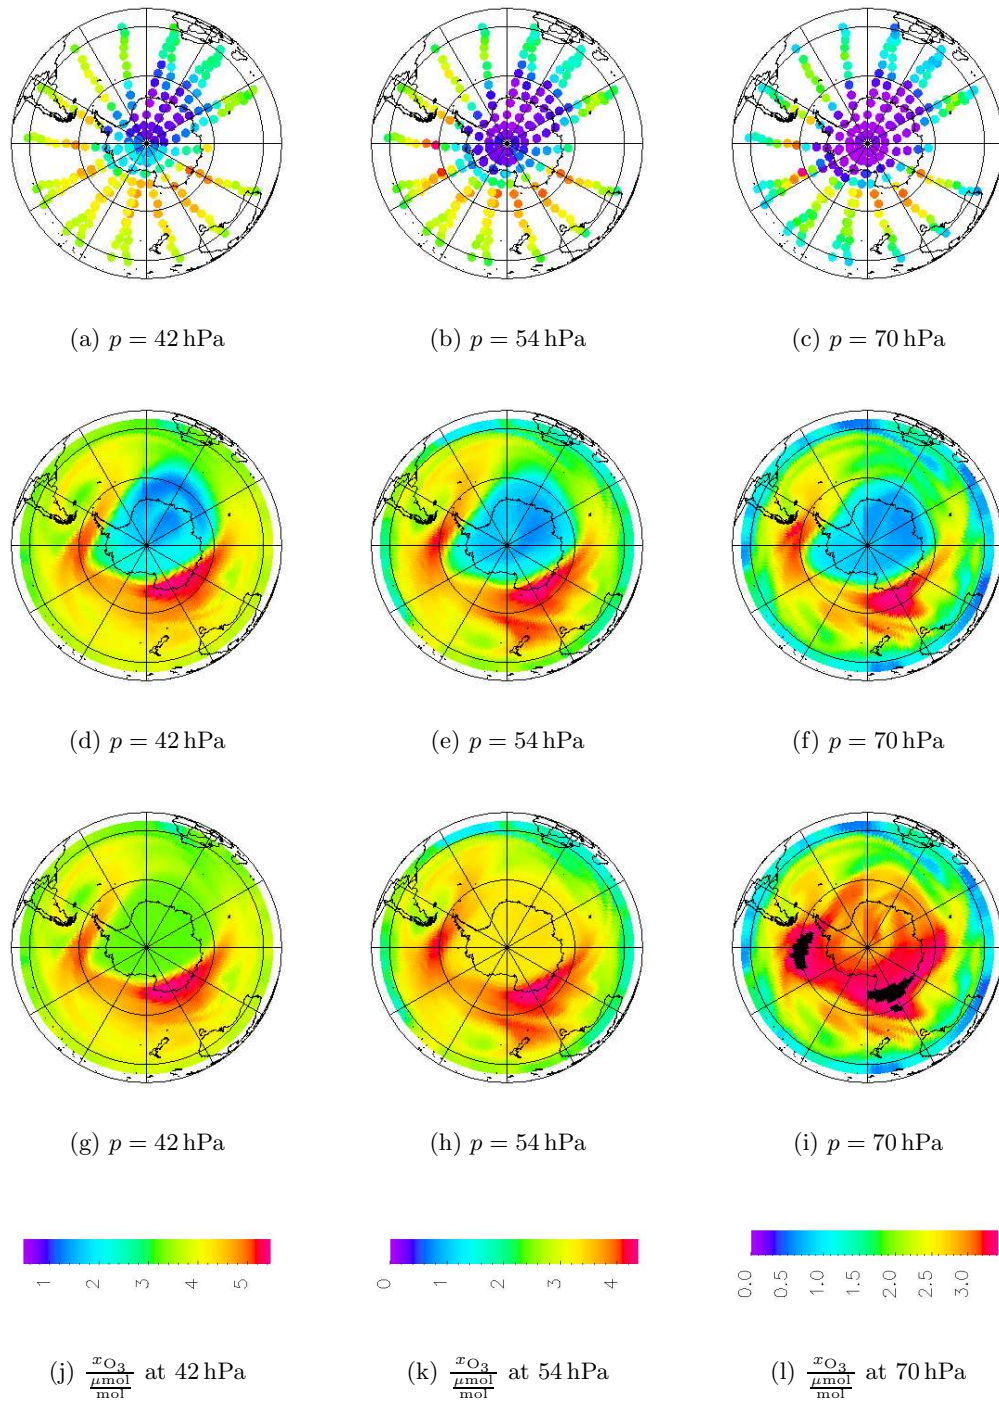 (a) p = 42 hPa
(b) p = 54 hPa
(c) p = 70 hPa
(d) p = 42 hPa
(e) p = 54 hPa
(f) p = 70 hPa
(g) p = 42 hPa
(h) p = 54 hPa
(i) p = 70 hPa
1 2 3 4 5
0 1 2 3 4
0.0 0.5 1.0 1.5 2.0 2.5 3.0
(j) x_O₃ / (μmol/mol) at 42 hPa
(k) x_O₃ / (μmol/mol) at 54 hPa
(l) x_O₃ / (μmol/mol) at 70 hPa